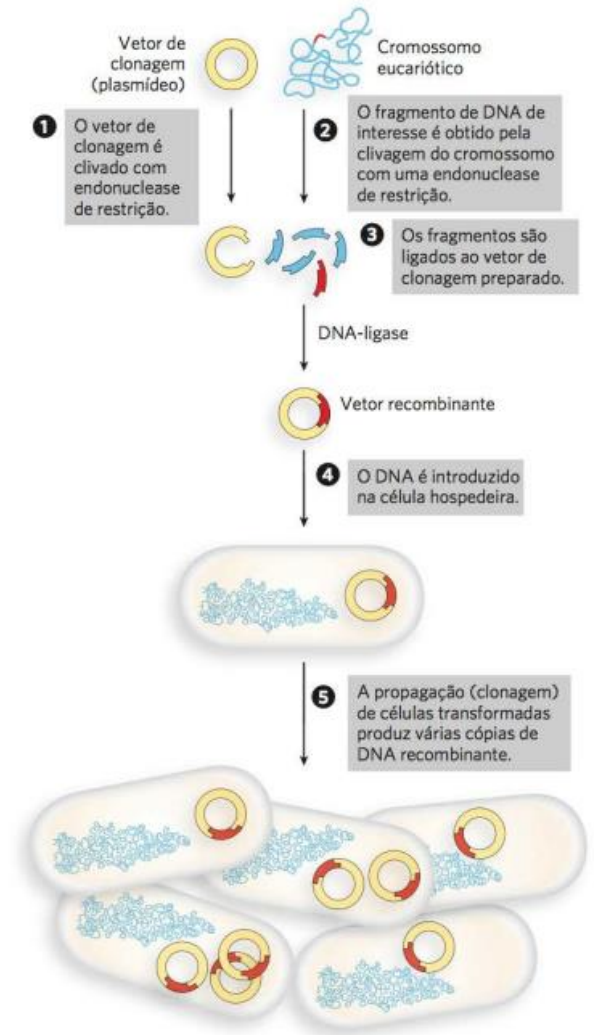 Vetor de
clonagem
(plasmídeo)
Cromossomo
eucariótico
1
O vetor de
clonagem é
clivado com
endonuclease
de restrição.
2
O fragmento de DNA de
interesse é obtido pela
clivagem do cromossomo
com uma endonuclease
de restrição.
3
Os fragmentos são
ligados ao vetor de
clonagem preparado.
DNA-ligase
Vetor recombinante
4
O DNA é introduzido
na célula hospedeira.
5
A propagação (clonagem)
de células transformadas
produz várias cópias de
DNA recombinante.